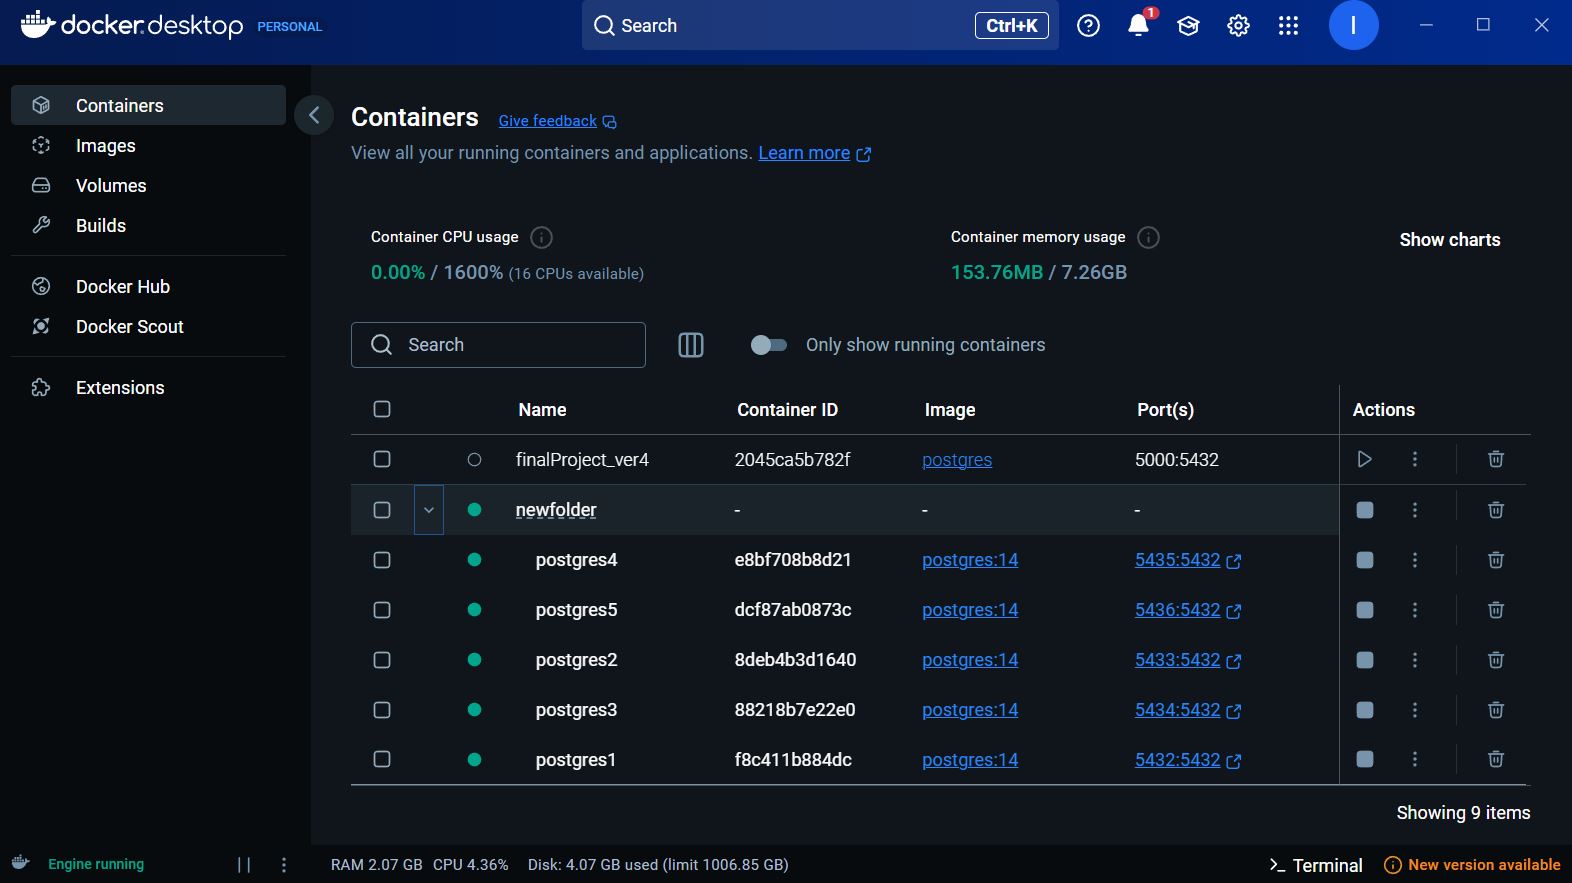 docker.desktop PERSONAL
Search Ctrl+K
1
I
Containers
Images
Volumes
Builds
Docker Hub
Docker Scout
Extensions
Containers Give feedback
View all your running containers and applications. Learn more
Container CPU usage
0.00% / 1600% (16 CPUs available)
Container memory usage
153.76MB / 7.26GB
Show charts
Search
Only show running containers
Name Container ID Image Port(s) Actions
finalProject_ver4 2045ca5b782f postgres 5000:5432
newfolder - - -
postgres4 e8bf708b8d21 postgres:14 5435:5432
postgres5 dcf87ab0873c postgres:14 5436:5432
postgres2 8deb4b3d1640 postgres:14 5433:5432
postgres3 88218b7e22e0 postgres:14 5434:5432
postgres1 f8c411b884dc postgres:14 5432:5432
Showing 9 items
Engine running RAM 2.07 GB CPU 4.36% Disk: 4.07 GB used (limit 1006.85 GB) Terminal New version available